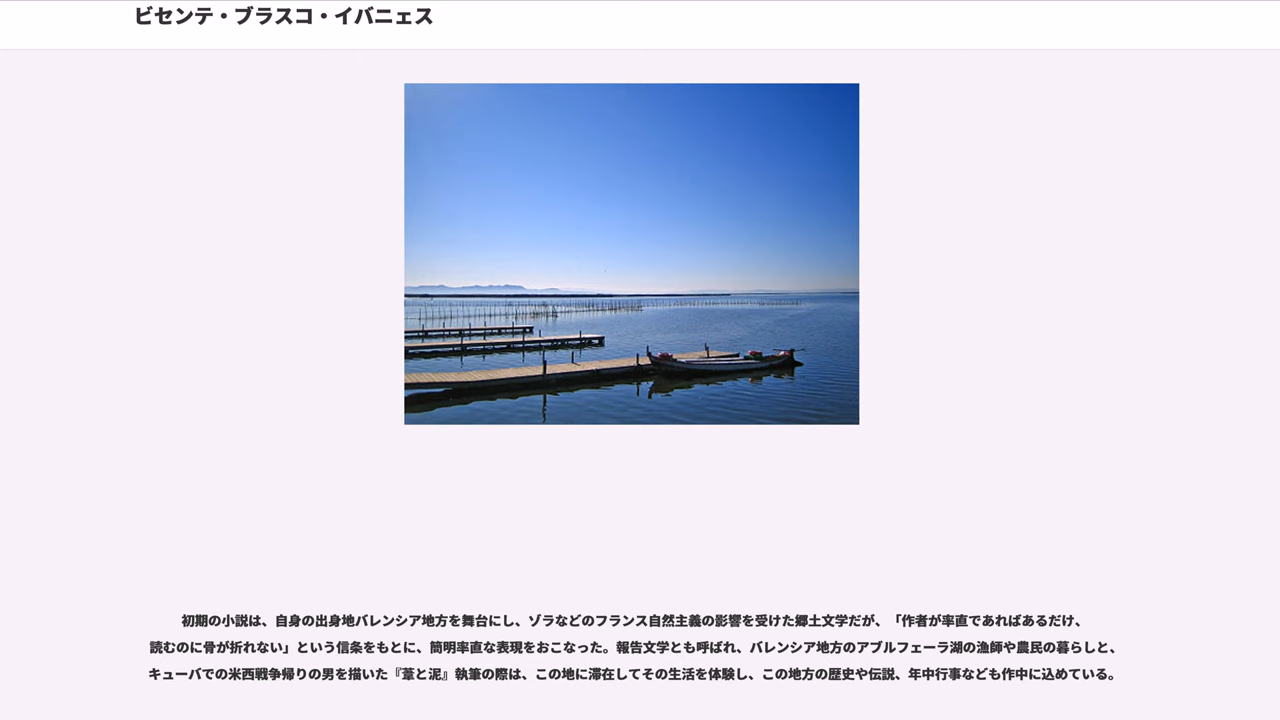 ビセンテ・ブラスコ・イバニェス
初期の小説は、自身の出身地バレンシア地方を舞台にし、ゾラなどのフランス自然主義の影響を受けた郷土文学だが、「作者が率直であればあるだけ、
読むのに骨が折れない」という信条をもとに、簡明率直な表現をおこなった。報告文学とも呼ばれ、バレンシア地方のアブルフェーラ湖の漁師や農民の暮らしと、
キューバでの米西戦争帰りの男を描いた『葦と泥』執筆の際は、この地に滞在してその生活を体験し、この地方の歴史や伝説、年中行事なども作中に込めている。